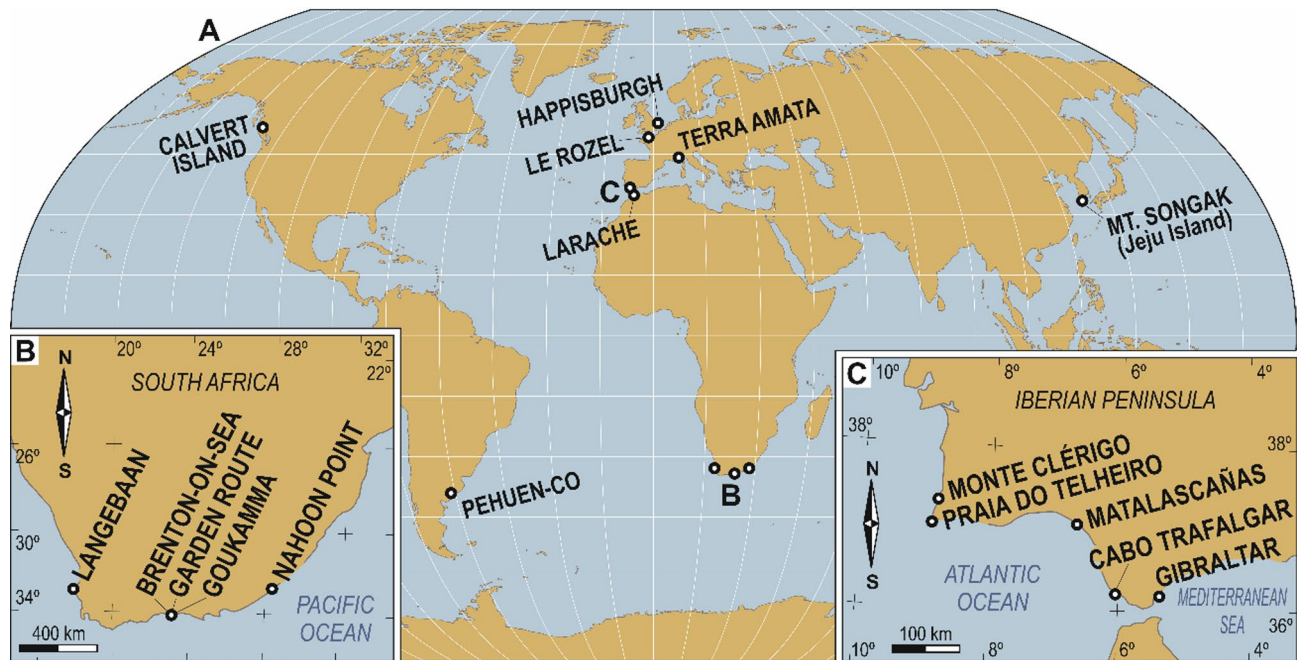 A
CALVERT
ISLAND
HAPPISBURGH
LE ROZEL
TERRA AMATA
C
LARACHE
MT. SONGAK
(Jeju Island)
PEHUEN-CO
B
B
N
S
20º 24º 28º 32º
22º
SOUTH AFRICA
26º
30º
34º
LANGEBAAN
BRENTON-ON-SEA
GARDEN ROUTE
GOUKAMMA
NAHOON POINT
PACIFIC
OCEAN
400 km
C
10º 8º 6º 4º
IBERIAN PENINSULA
38º 38º
N
S
MONTE CLÉRIGO
PRAIA DO TELHEIRO
MATALASCAÑAS
CABO TRAFALGAR
GIBRALTAR
ATLANTIC
OCEAN
MEDITERRANEAN
SEA
36º
10º 6º 4º
100 km